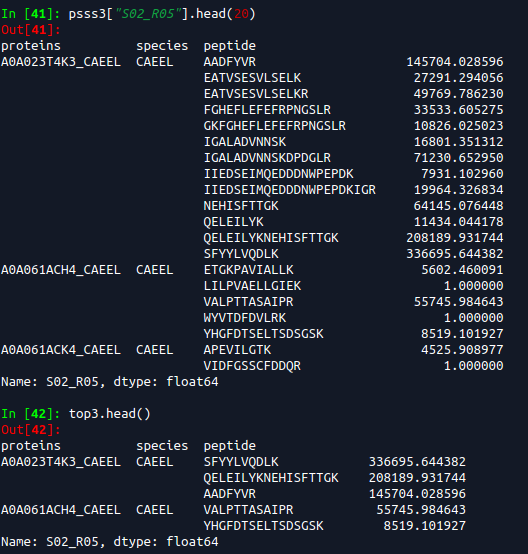 In [41]: psss3["S02_R05"].head(20)
Out[41]:
proteins species peptide
A0A023T4K3_CAEEL CAEEL AADFYVR 145704.028596
EATVSESVLSELK 27291.294056
EATVSESVLSELKR 49769.786230
FGHEFLEFEFRPNGSLR 33533.605275
GKFGHEFLEFEFRPNGSLR 10826.025023
IGALADVNNSK 16801.351312
IGALADVNNSKDPDGLR 71230.652950
IIEDSEIMQEDDDNWPEPDK 7931.102960
IIEDSEIMQEDDDNWPEPDKIGR 19964.326834
NEHISFTTGK 64145.076448
QELEILYK 11434.044178
QELEILYKNEHISFTTGK 208189.931744
SFYYLVQDLK 336695.644382
A0A061ACH4_CAEEL CAEEL ETGKPAVIALLK 5602.460091
LILPVAELLGIEK 1.000000
VALPTTASAIPR 55745.984643
WYVTDFDVLRK 1.000000
YHGFDTSELTSDSGSK 8519.101927
A0A061ACK4_CAEEL CAEEL APEVILGTK 4525.908977
VIDFGSSCFDDQR 1.000000
Name: S02_R05, dtype: float64
In [42]: top3.head()
Out[42]:
proteins species peptide
A0A023T4K3_CAEEL CAEEL SFYYLVQDLK 336695.644382
QELEILYKNEHISFTTGK 208189.931744
AADFYVR 145704.028596
A0A061ACH4_CAEEL CAEEL VALPTTASAIPR 55745.984643
YHGFDTSELTSDSGSK 8519.101927
Name: S02_R05, dtype: float64